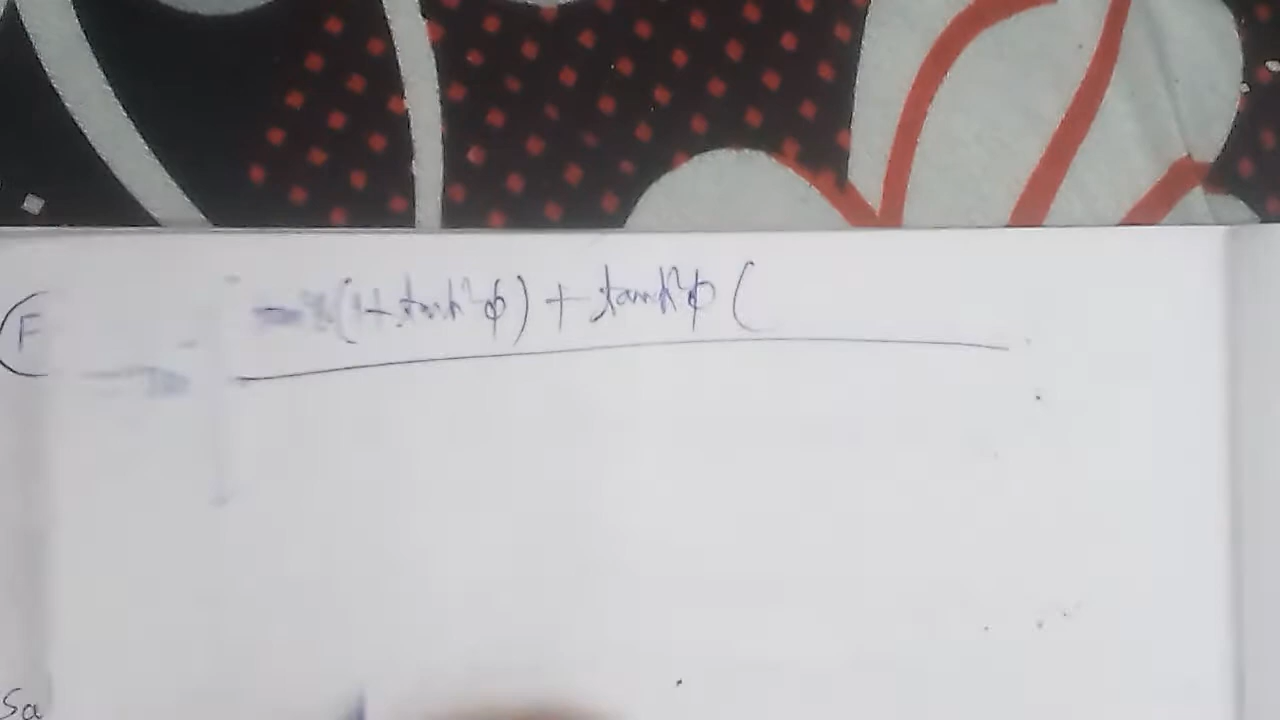 (1+tanh²φ) + tanh²φ (
F
Sa